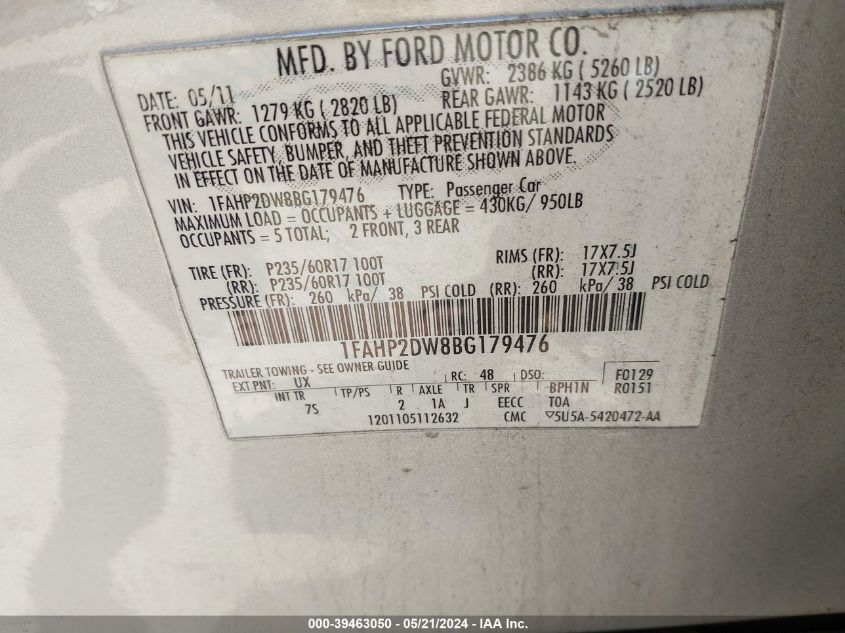 MFD. BY FORD MOTOR CO.
DATE: 05/11 GVWR: 2386 KG ( 5260 LB)
FRONT GAWR: 1279 KG ( 2820 LB) REAR GAWR: 1143 KG ( 2520 LB)
THIS VEHICLE CONFORMS TO ALL APPLICABLE FEDERAL MOTOR
VEHICLE SAFETY, BUMPER, AND THEFT PREVENTION STANDARDS
IN EFFECT ON THE DATE OF MANUFACTURE SHOWN ABOVE.
VIN: 1FAHP2DW8BG179476 TYPE: Passenger Car
MAXIMUM LOAD = OCCUPANTS + LUGGAGE = 430KG/ 950LB
OCCUPANTS = 5 TOTAL; 2 FRONT, 3 REAR
TIRE (FR): P235/60R17 100T RIMS (FR): 17X7.5J
(RR): P235/60R17 100T (RR): 17X7.5J
PRESSURE (FR): 260 kPa/ 38 PSI COLD (RR): 260 kPa/ 38 PSI COLD
1FAHP2DW8BG179476
TRAILER TOWING - SEE OWNER GUIDE
EXT PNT: UX RC: 48 DSO: F0129
INT TR TP/PS R AXLE TR SPR BPH1N R0151
7S 2 1A J EECC TOA
1201105112632 CMC ▽5U5A-5420472-AA
000-39463050 - 05/21/2024 - IAA Inc.